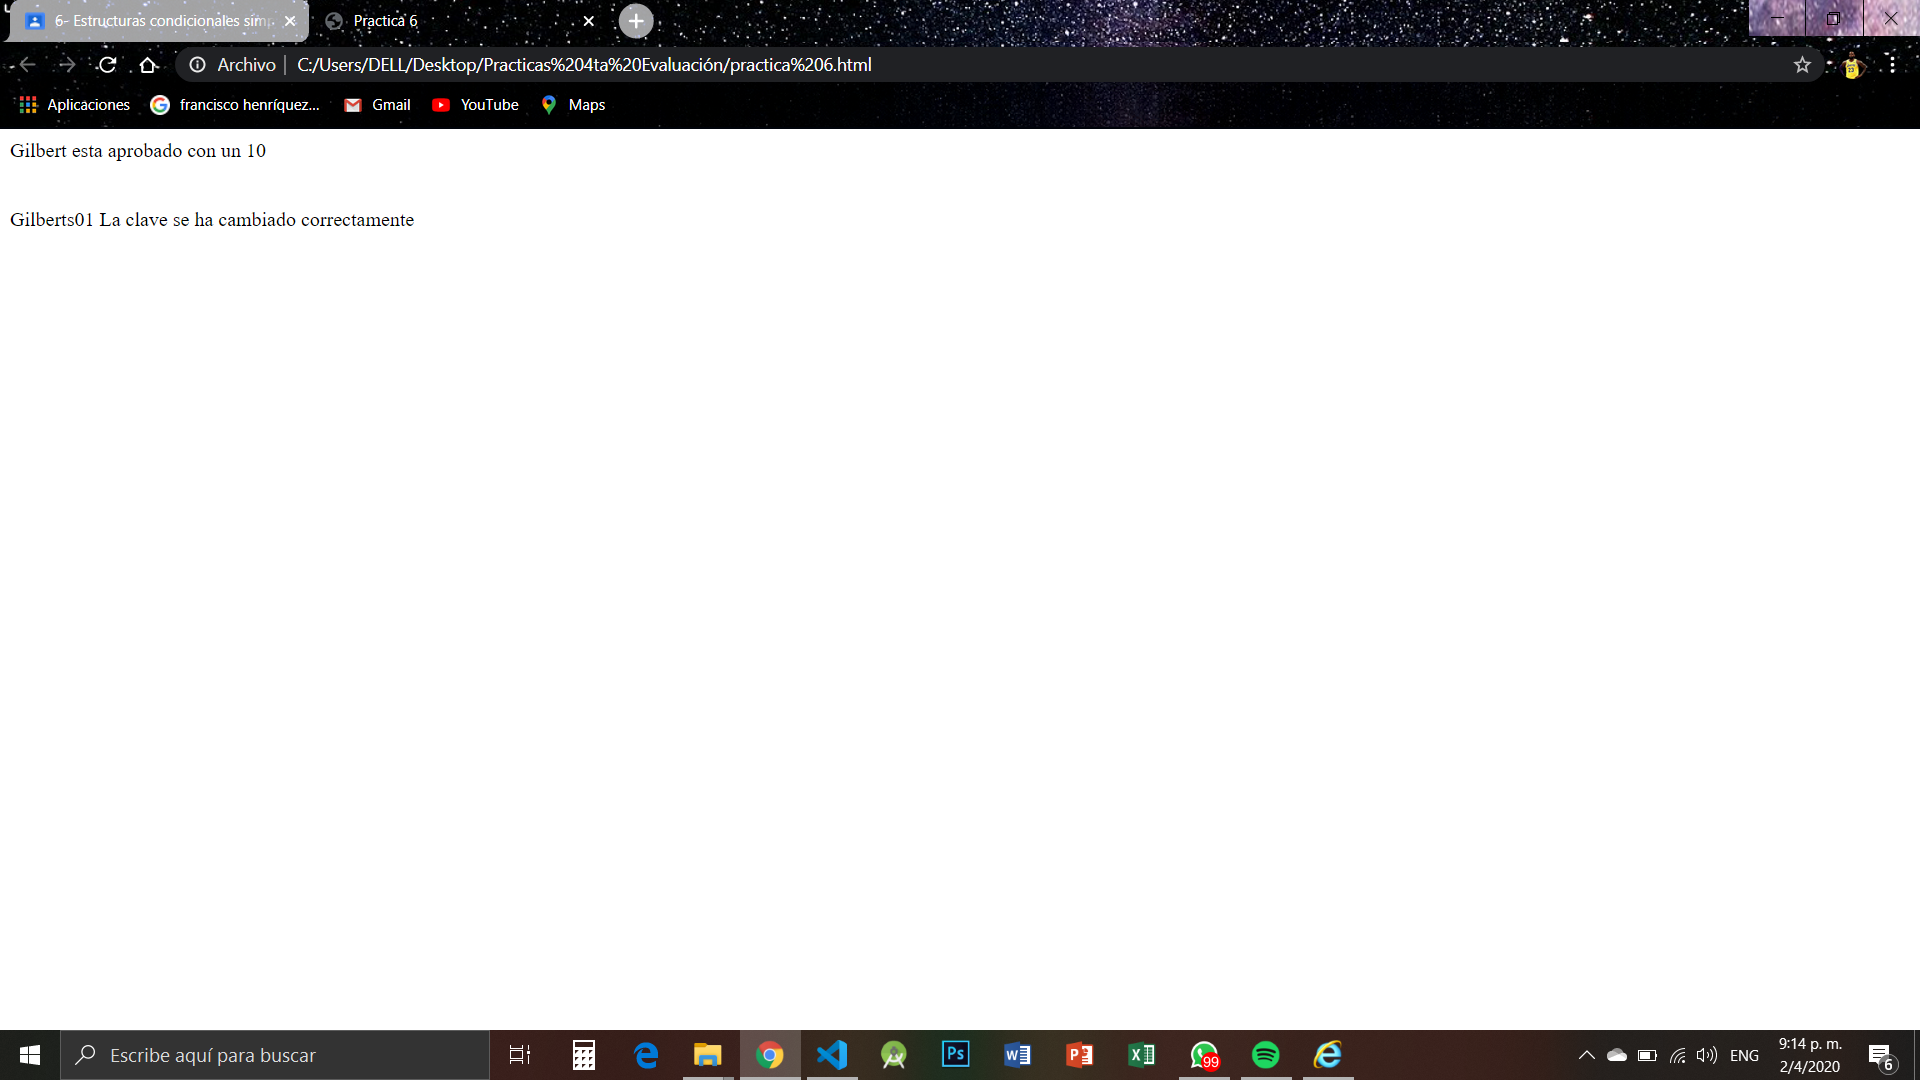 6- Estructuras condicionales sim
Practica 6
Archivo | C:/Users/DELL/Desktop/Practicas%204ta%20Evaluación/practica%206.html
Aplicaciones francisco henríquez... Gmail YouTube Maps
Gilbert esta aprobado con un 10
Gilberts01 La clave se ha cambiado correctamente
Escribe aquí para buscar
Ps
99
ENG
9:14 p. m.
2/4/2020
6